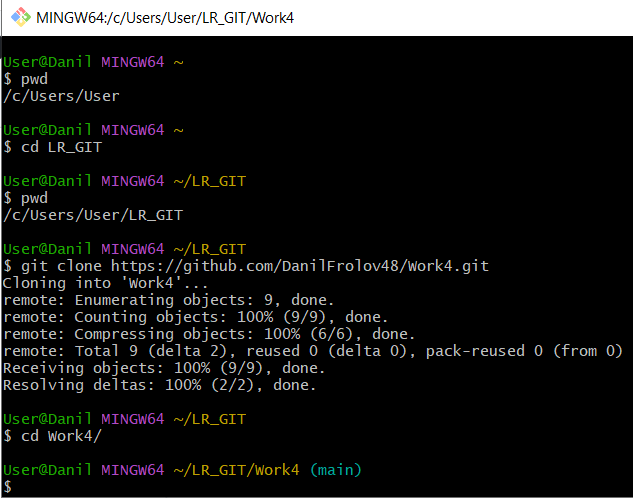 MINGW64:/c/Users/User/LR_GIT/Work4
User@Danil MINGW64 ~
$ pwd
/c/Users/User
User@Danil MINGW64 ~
$ cd LR_GIT
User@Danil MINGW64 ~/LR_GIT
$ pwd
/c/Users/User/LR_GIT
User@Danil MINGW64 ~/LR_GIT
$ git clone https://github.com/DanilFrolov48/Work4.git
Cloning into 'Work4'...
remote: Enumerating objects: 9, done.
remote: Counting objects: 100% (9/9), done.
remote: Compressing objects: 100% (6/6), done.
remote: Total 9 (delta 2), reused 0 (delta 0), pack-reused 0 (from 0)
Receiving objects: 100% (9/9), done.
Resolving deltas: 100% (2/2), done.
User@Danil MINGW64 ~/LR_GIT
$ cd Work4/
User@Danil MINGW64 ~/LR_GIT/Work4 (main)
$